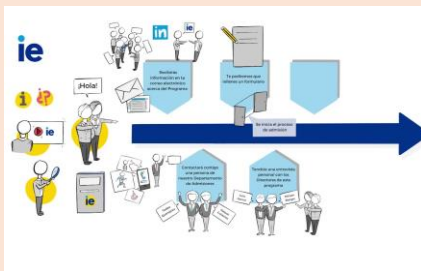 ie
in
ie
¡Hola!
i ¿?
ie
ie
Recibirás
información en tu
correo electrónico
acerca del Programa
Te pediremos que
rellenes un formulario
Se inicia el proceso
de admisión
Contactará contigo
una persona de
nuestro Departamento
de Admisiones
Tendrás una entrevista
personal con los
directores de este
programa